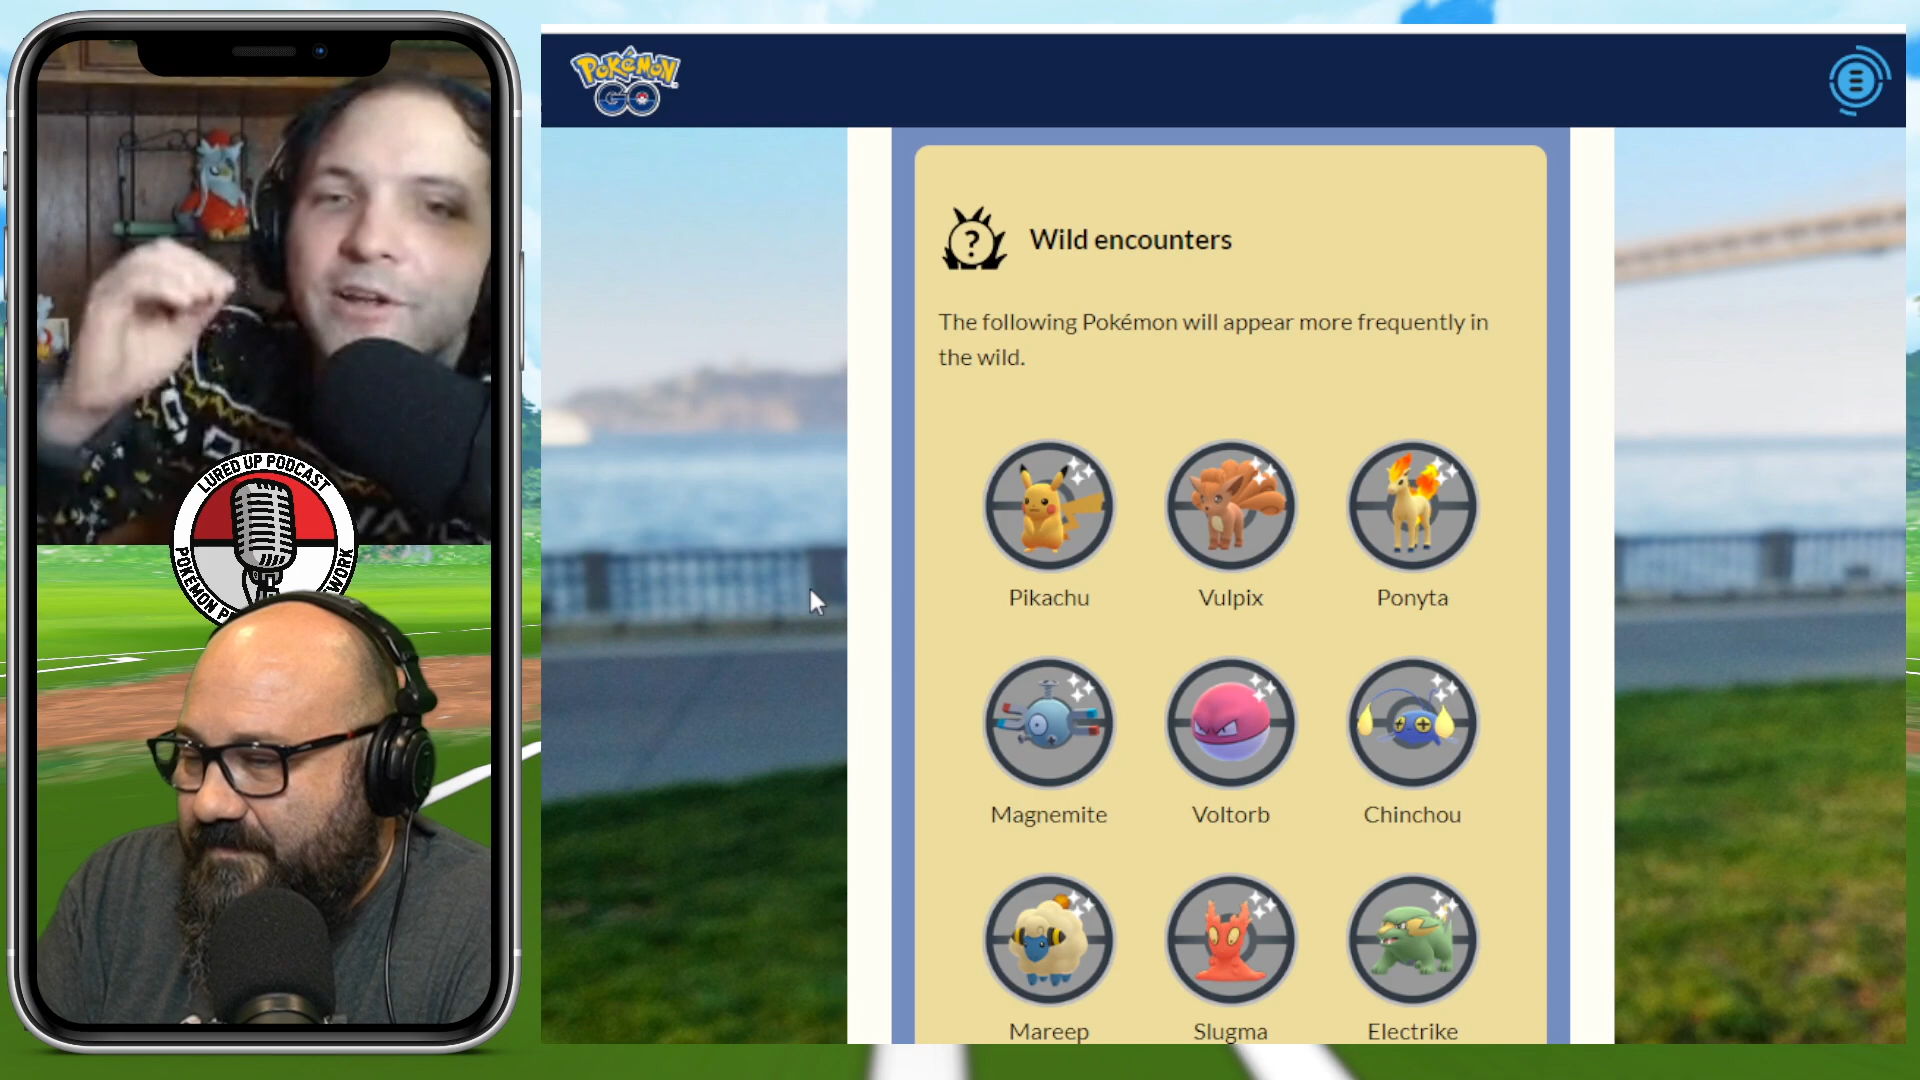 LURED UP PODCAST
POKÉMON
Pokémon
GO
Wild encounters
The following Pokémon will appear more frequently in
the wild.
Pikachu
Vulpix
Ponyta
Magnemite
Voltorb
Chinchou
Mareep
Slugma
Electrike